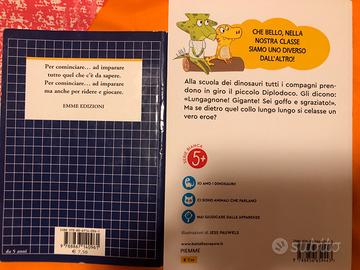 Per cominciare... ad imparare
tutto quel che c'è da sapere.
Per cominciare... ad imparare
ma anche per ridere e giocare.
EMME EDIZIONI
€ 7,50
da 5 anni
CHE BELLO, NELLA
NOSTRA CLASSE
SIAMO UNO DIVERSO
DALL'ALTRO!
Alla scuola dei dinosauri tutti i compagni pren-
dono in giro il piccolo Diplodoco. Gli dicono:
«Lungagnone! Gigante! Sei goffo e sgraziato!».
Ma se dietro quel collo lungo lungo si celasse un
vero eroe?
SERIE BIANCA
5+
IO AMO I DINOSAURI
CI SONO ANIMALI CHE PARLANO
MAI GIUDICARE DALLE APPARENZE
Illustrazioni di JESS PAUWELS
www.battelloavapore.it
PIEMME
subito